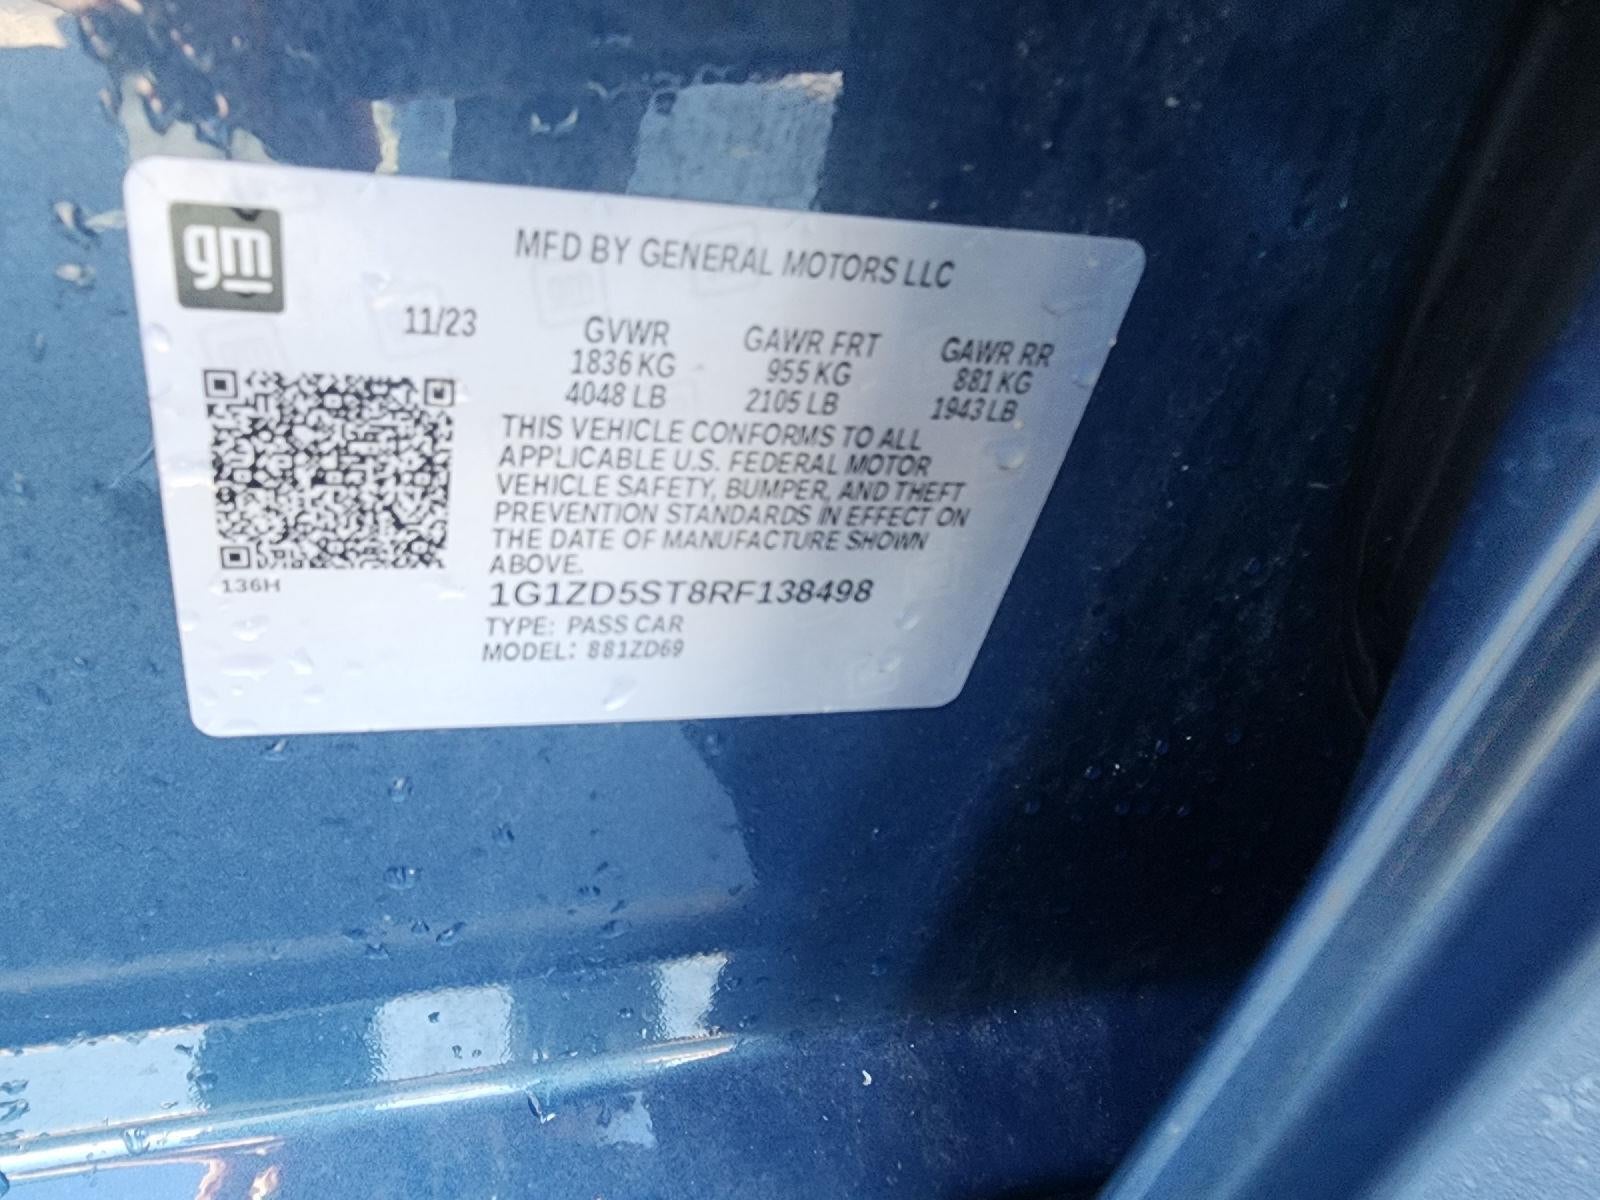 gm
MFD BY GENERAL MOTORS LLC
11/23 GVWR GAWR FRT GAWR RR
1836 KG 955 KG 881 KG
4048 LB 2105 LB 1943 LB
THIS VEHICLE CONFORMS TO ALL
APPLICABLE U.S. FEDERAL MOTOR
VEHICLE SAFETY, BUMPER, AND THEFT
PREVENTION STANDARDS IN EFFECT ON
THE DATE OF MANUFACTURE SHOWN
ABOVE.
136H
1G1ZD5ST8RF138498
TYPE: PASS CAR
MODEL: 881ZD69